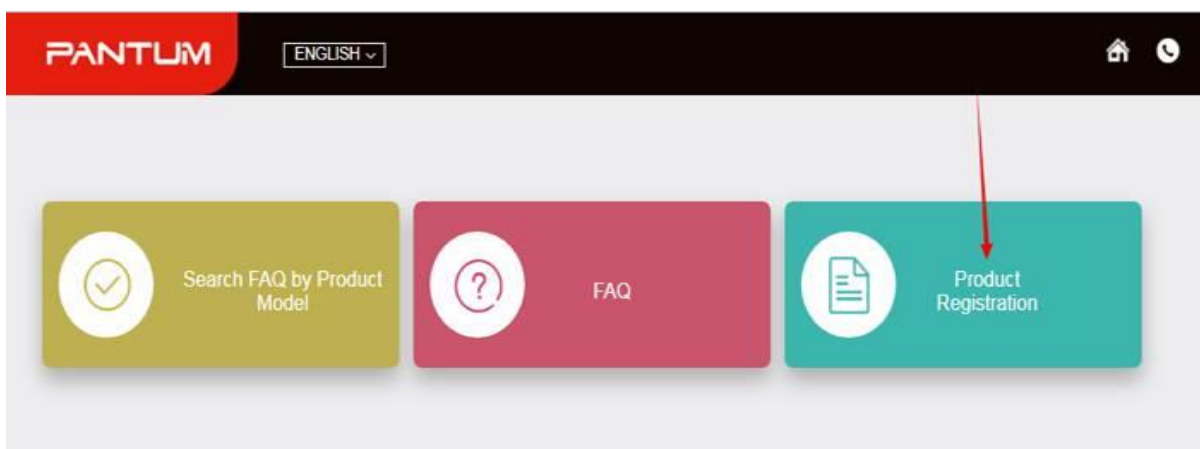 PANTUM
ENGLISH
Search FAQ by Product
Model
FAQ
Product
Registration